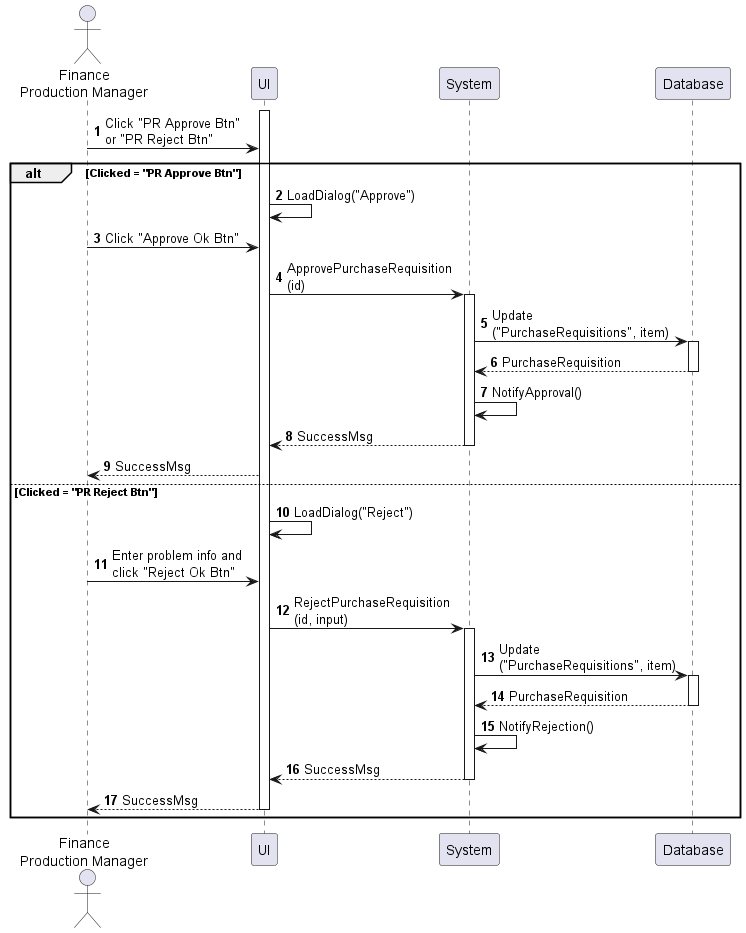 Finance
Production Manager
UI
System
Database
1 Click "PR Approve Btn"
or "PR Reject Btn"
alt [Clicked = "PR Approve Btn"]
2 LoadDialog("Approve")
3 Click "Approve Ok Btn"
4 ApprovePurchaseRequisition
(id)
5 Update
("PurchaseRequisitions", item)
6 PurchaseRequisition
7 NotifyApproval()
8 SuccessMsg
9 SuccessMsg
[Clicked = "PR Reject Btn"]
10 LoadDialog("Reject")
11 Enter problem info and
click "Reject Ok Btn"
12 RejectPurchaseRequisition
(id, input)
13 Update
("PurchaseRequisitions", item)
14 PurchaseRequisition
15 NotifyRejection()
16 SuccessMsg
17 SuccessMsg
Finance
Production Manager
UI
System
Database